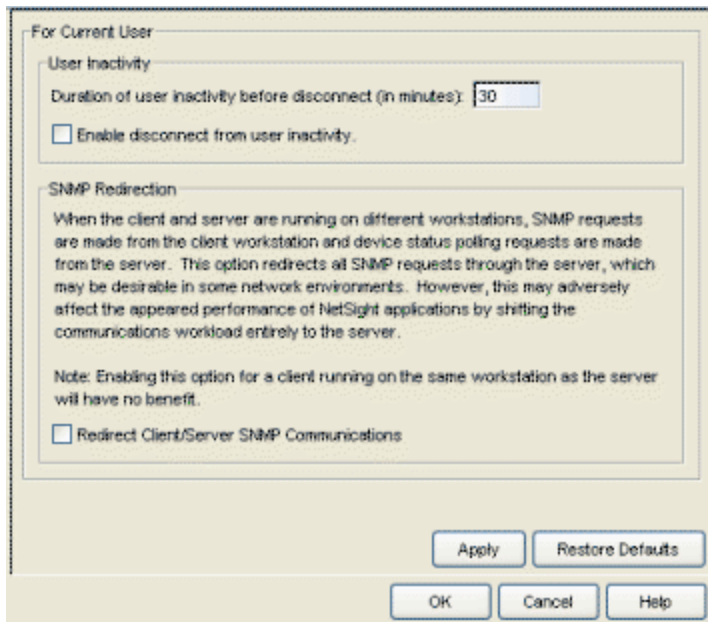 For Current User
User Inactivity
Duration of user inactivity before disconnect (in minutes): 30
Enable disconnect from user inactivity.
SNMP Redirection
When the client and server are running on different workstations, SNMP requests
are made from the client workstation and device status polling requests are made
from the server. This option redirects all SNMP requests through the server, which
may be desirable in some network environments. However, this may adversely
affect the appeared performance of NetSight applications by shifting the
communications workload entirely to the server.
Note: Enabling this option for a client running on the same workstation as the server
will have no benefit.
Redirect Client/Server SNMP Communications
Apply
Restore Defaults
OK
Cancel
Help